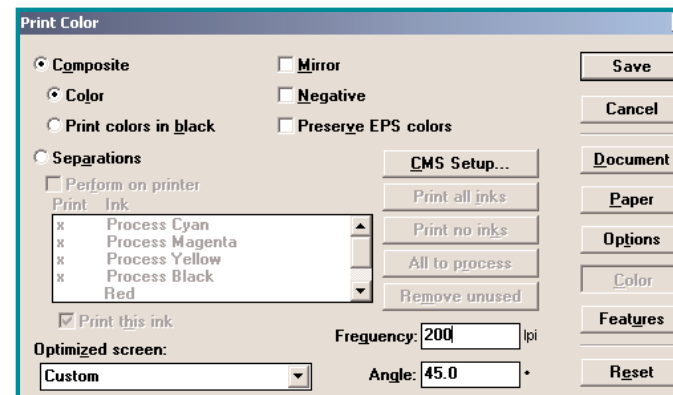 Print Color
Composite
Mirror
Save
Color
Negative
Cancel
Print colors in black
Preserve EPS colors
Separations
CMS Setup...
Document
Perform on printer
Print all inks
Paper
Print Ink
x Process Cyan
Print no inks
x Process Magenta
Options
x Process Yellow
All to process
x Process Black
Color
Red
Remove unused
Print this ink
Features
Frequency: 200 lpi
Optimized screen:
Custom
Angle: 45.0 °
Reset